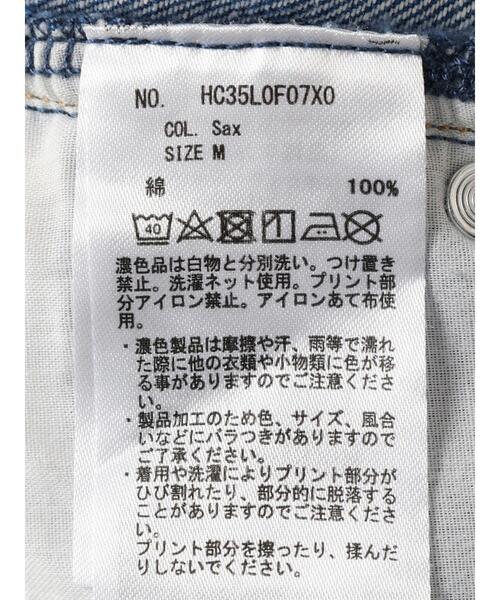 NO. HC35L0F07X0
COL. Sax
SIZE M
綿 100%
40
濃色品は白物と分別洗い。つけ置き
禁止。洗濯ネット使用。プリント部
分アイロン禁止。アイロンあて布使
用。
・濃色製品は摩擦や汗、雨等で濡れ
た際に他の衣類や小物類に色が移
る事がありますのでご注意くださ
い。
・製品加工のため色、サイズ、風合
いなどにバラつきがありますので
ご了承ください。
・着用や洗濯によりプリント部分が
ひび割れたり、部分的に脱落する
ことがありますのでご注意くださ
い。
プリント部分を擦ったり、揉んだ
りしないでください。